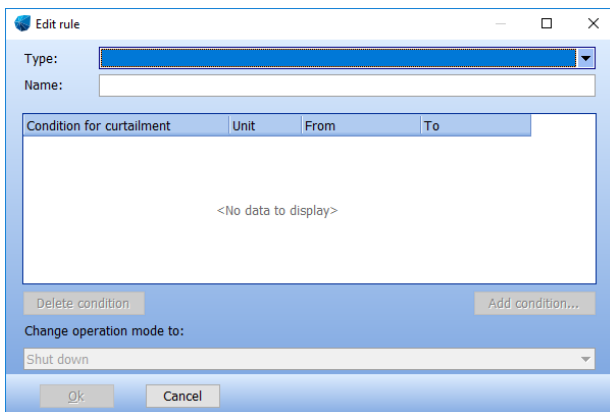 Edit rule
Type:
Name:
Condition for curtailment Unit From To
<No data to display>
Delete condition Add condition...
Change operation mode to:
Shut down
Ok Cancel